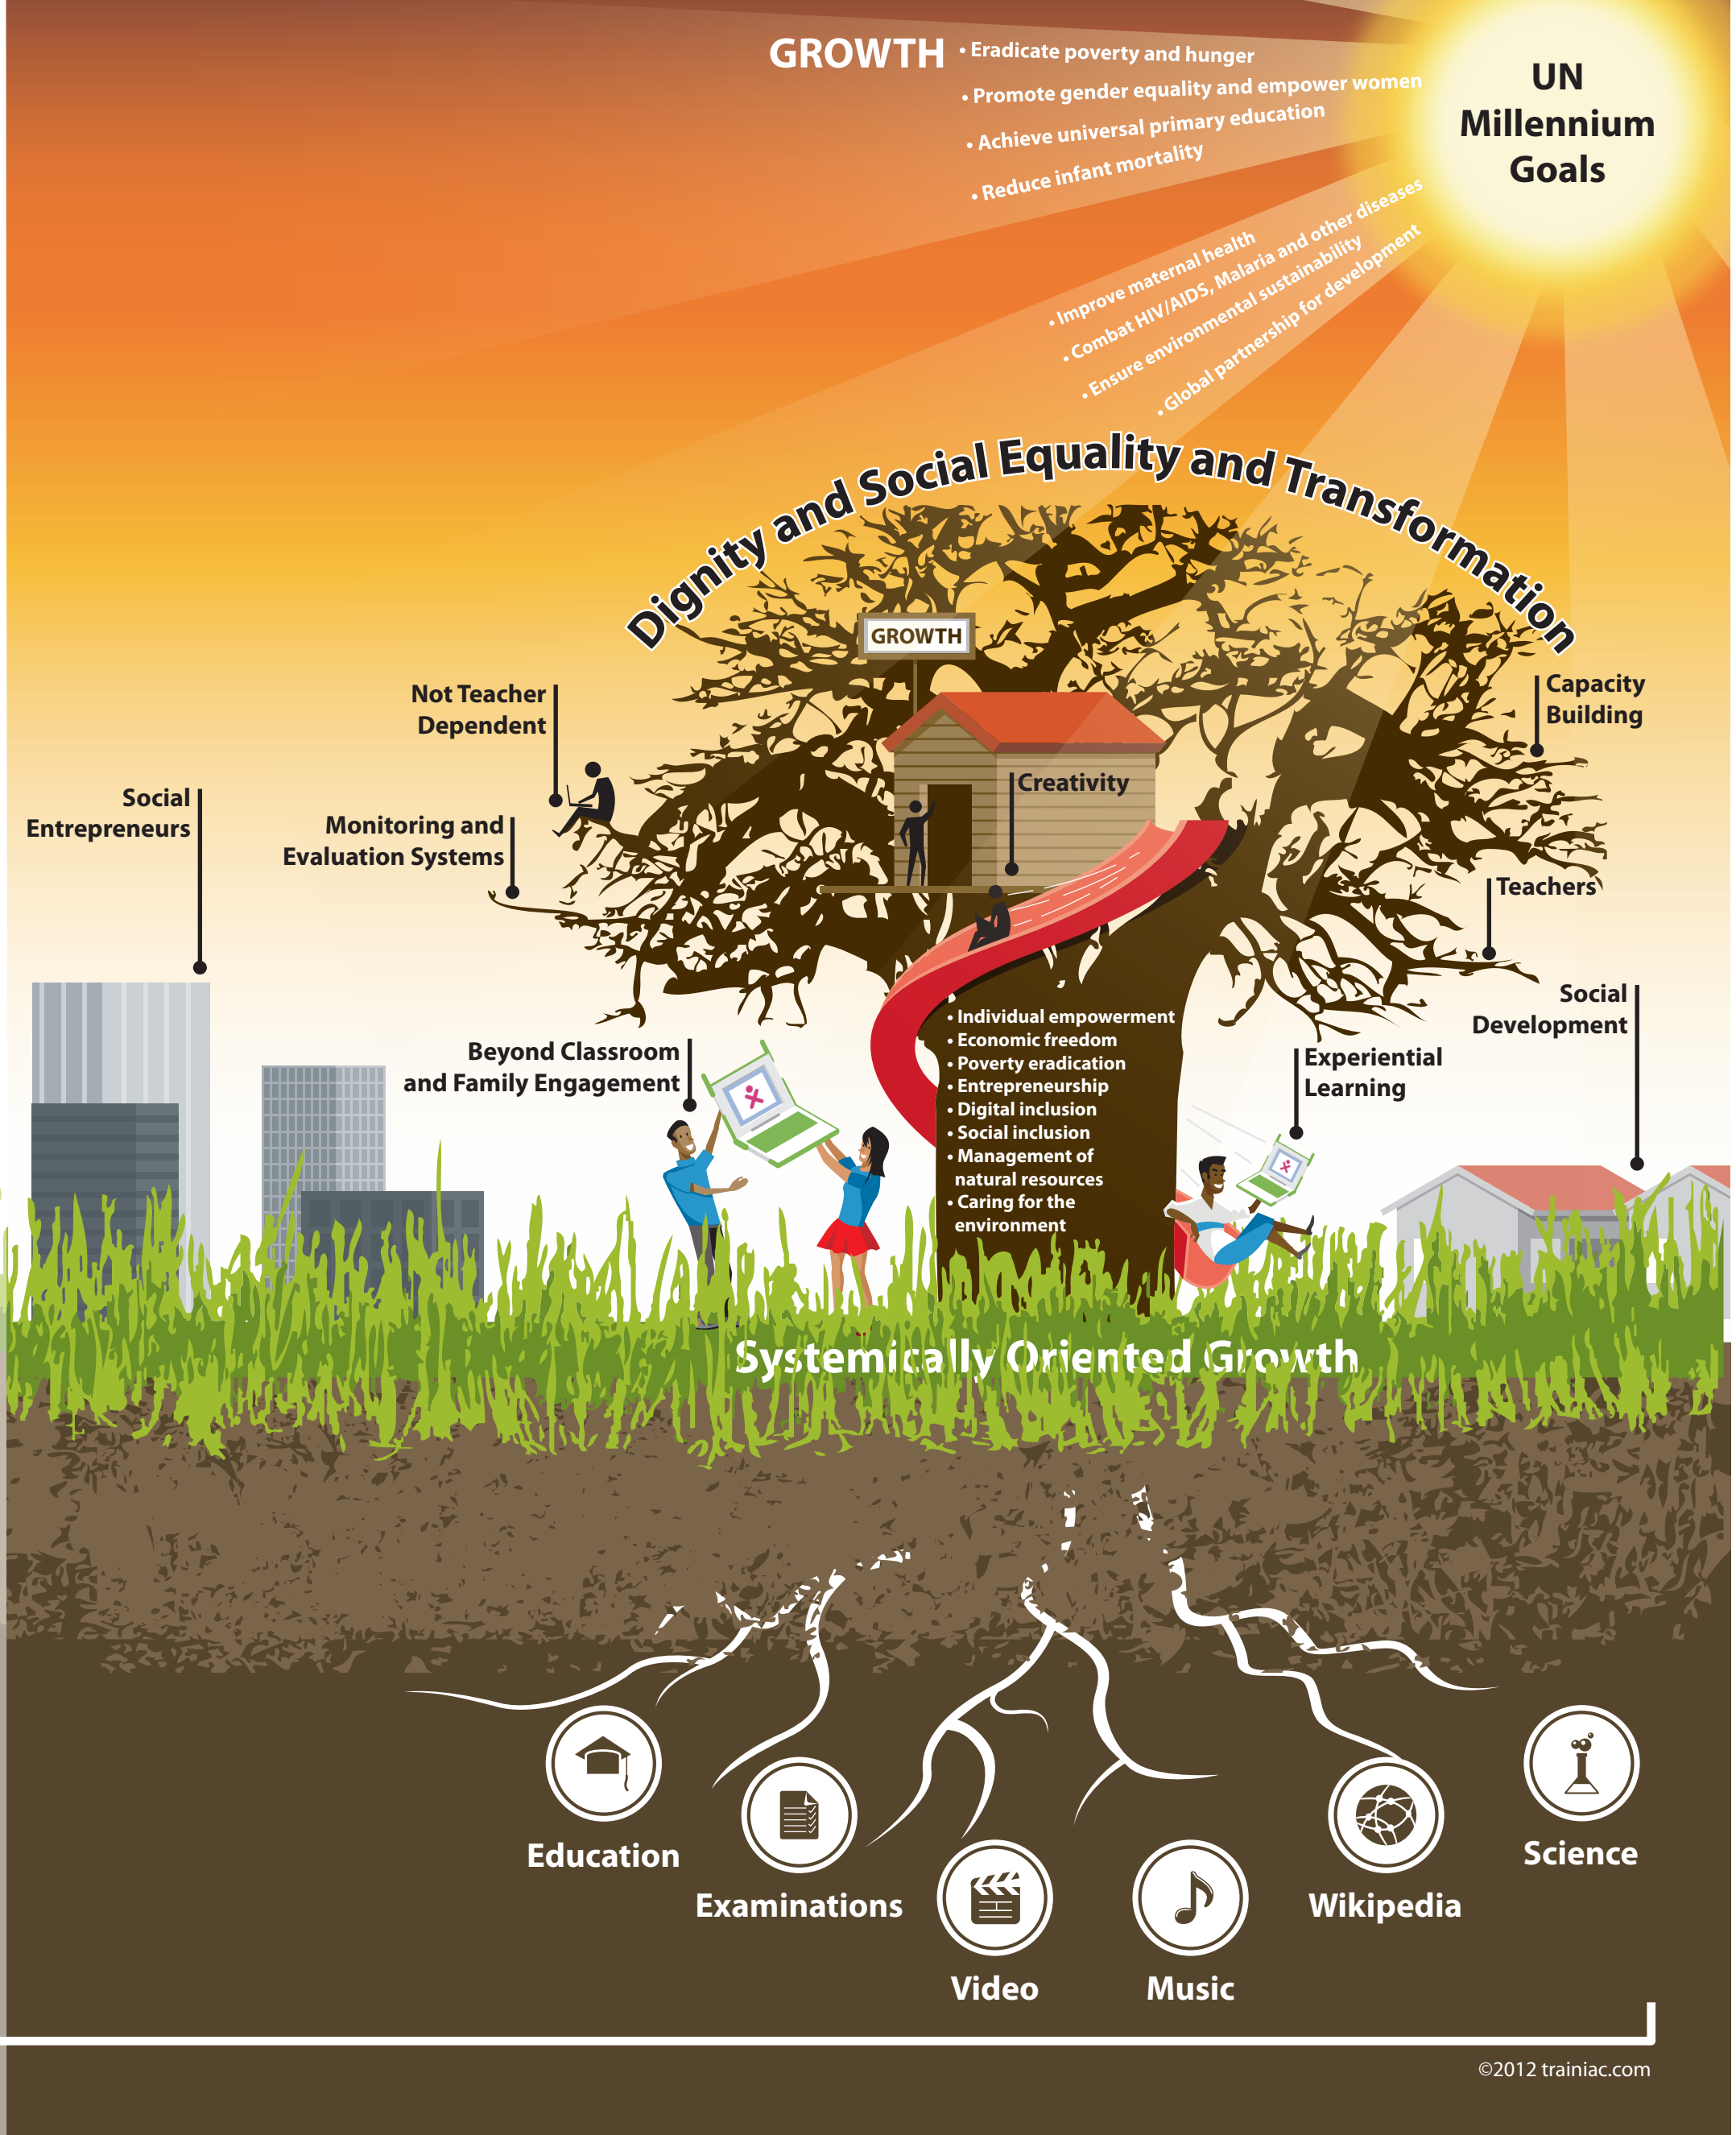 UN
Millennium
Goals
GROWTH
• Eradicate poverty and hunger
• Promote gender equality and empower women
• Achieve universal primary education
• Reduce infant mortality
• Improve maternal health
• Combat HIV/AIDS, Malaria and other diseases
• Ensure environmental sustainability
• Global partnership for development
Dignity and Social Equality and Transformation
GROWTH
Not Teacher
Dependent
Capacity
Building
Social
Entrepreneurs
Monitoring and
Evaluation Systems
Creativity
Teachers
Social
Development
Beyond Classroom
and Family Engagement
• Individual empowerment
• Economic freedom
• Poverty eradication
• Entrepreneurship
• Digital inclusion
• Social inclusion
• Management of
natural resources
• Caring for the
environment
Experiential
Learning
Systemically Oriented Growth
Education
Examinations
Video
Music
Wikipedia
Science
©2012 trainiac.com